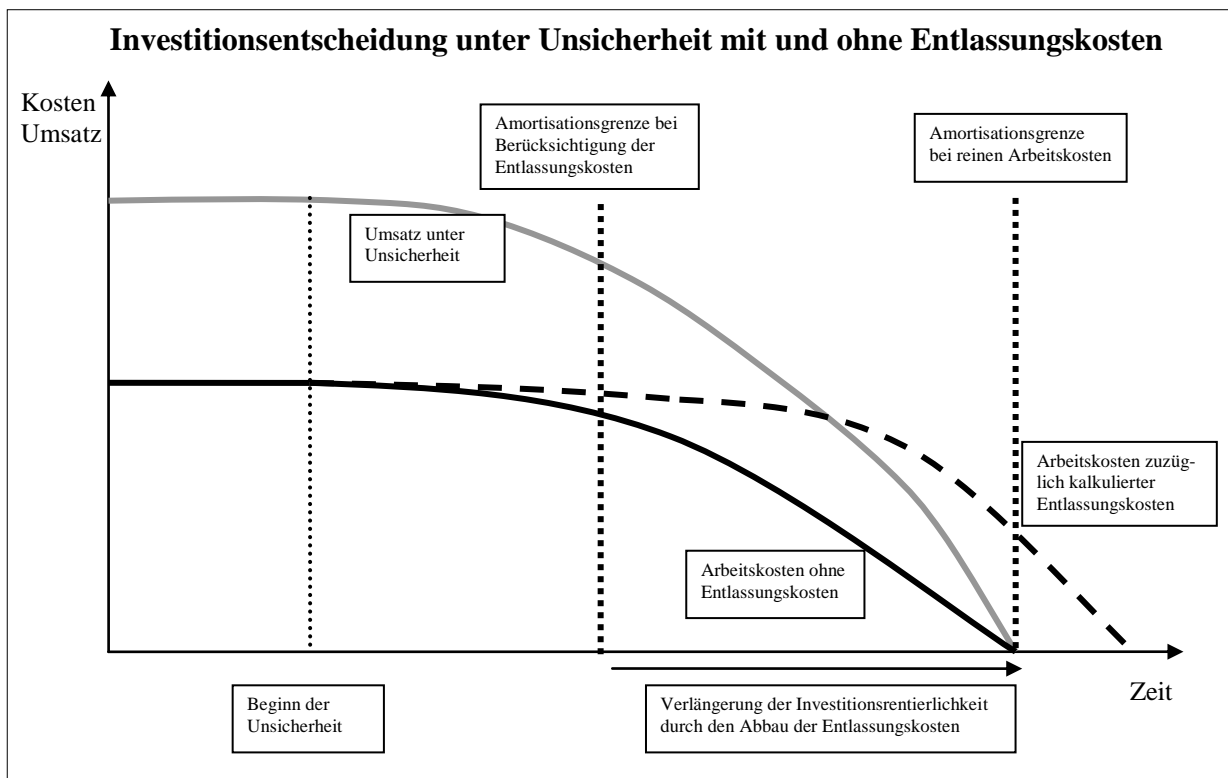 Investitionsentscheidung unter Unsicherheit mit und ohne Entlassungskosten
Kosten
Umsatz
Amortisationsgrenze bei
Berücksichtigung der
Entlassungskosten
Amortisationsgrenze
bei reinen Arbeitskosten
Umsatz unter
Unsicherheit
Arbeitskosten zuzüg-
lich kalkulierter
Entlassungskosten
Arbeitskosten ohne
Entlassungskosten
Beginn der
Unsicherheit
Verlängerung der Investitionsrentierlichkeit
durch den Abbau der Entlassungskosten
Zeit